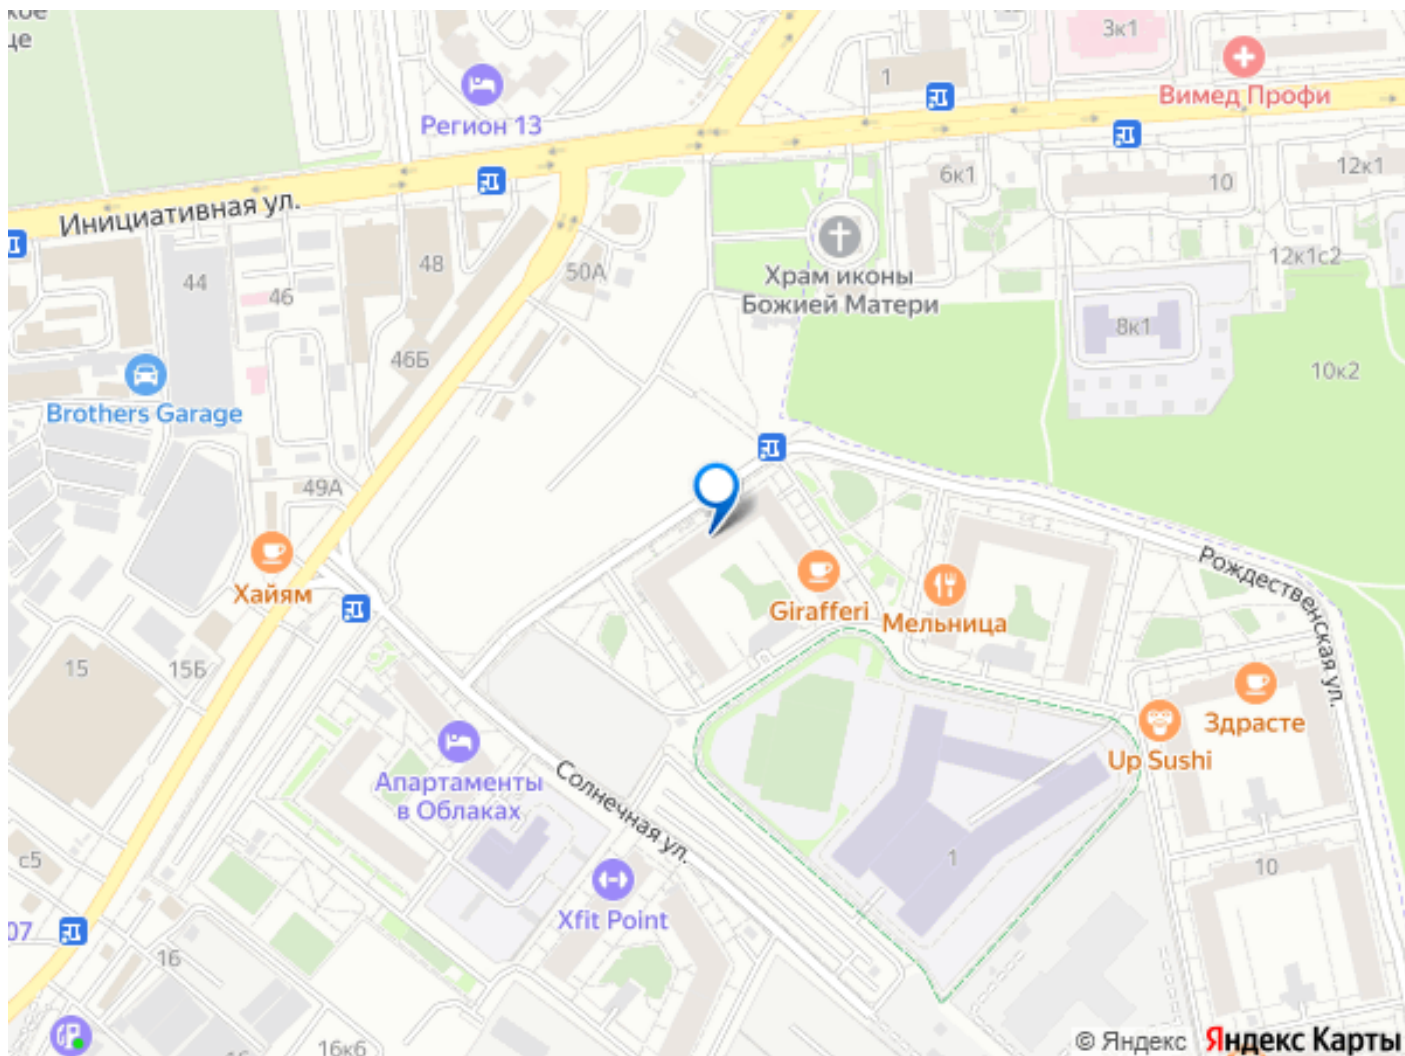 кое
це
Регион 13
1
3к1
Вимед Профи
Инициативная ул.
6к1
10
12к1
12к1с2
44
46
48
50А
Храм иконы
Божией Матери
8к1
10к2
46Б
Brothers Garage
49А
Хайям
Girafferi
Мельница
Рождественская ул.
15
15Б
Здрасте
Up Sushi
Апартаменты
в Облаках
Солнечная ул.
1
10
с5
Xfit Point
07
16
16к6
© Яндекс Яндекс Карты